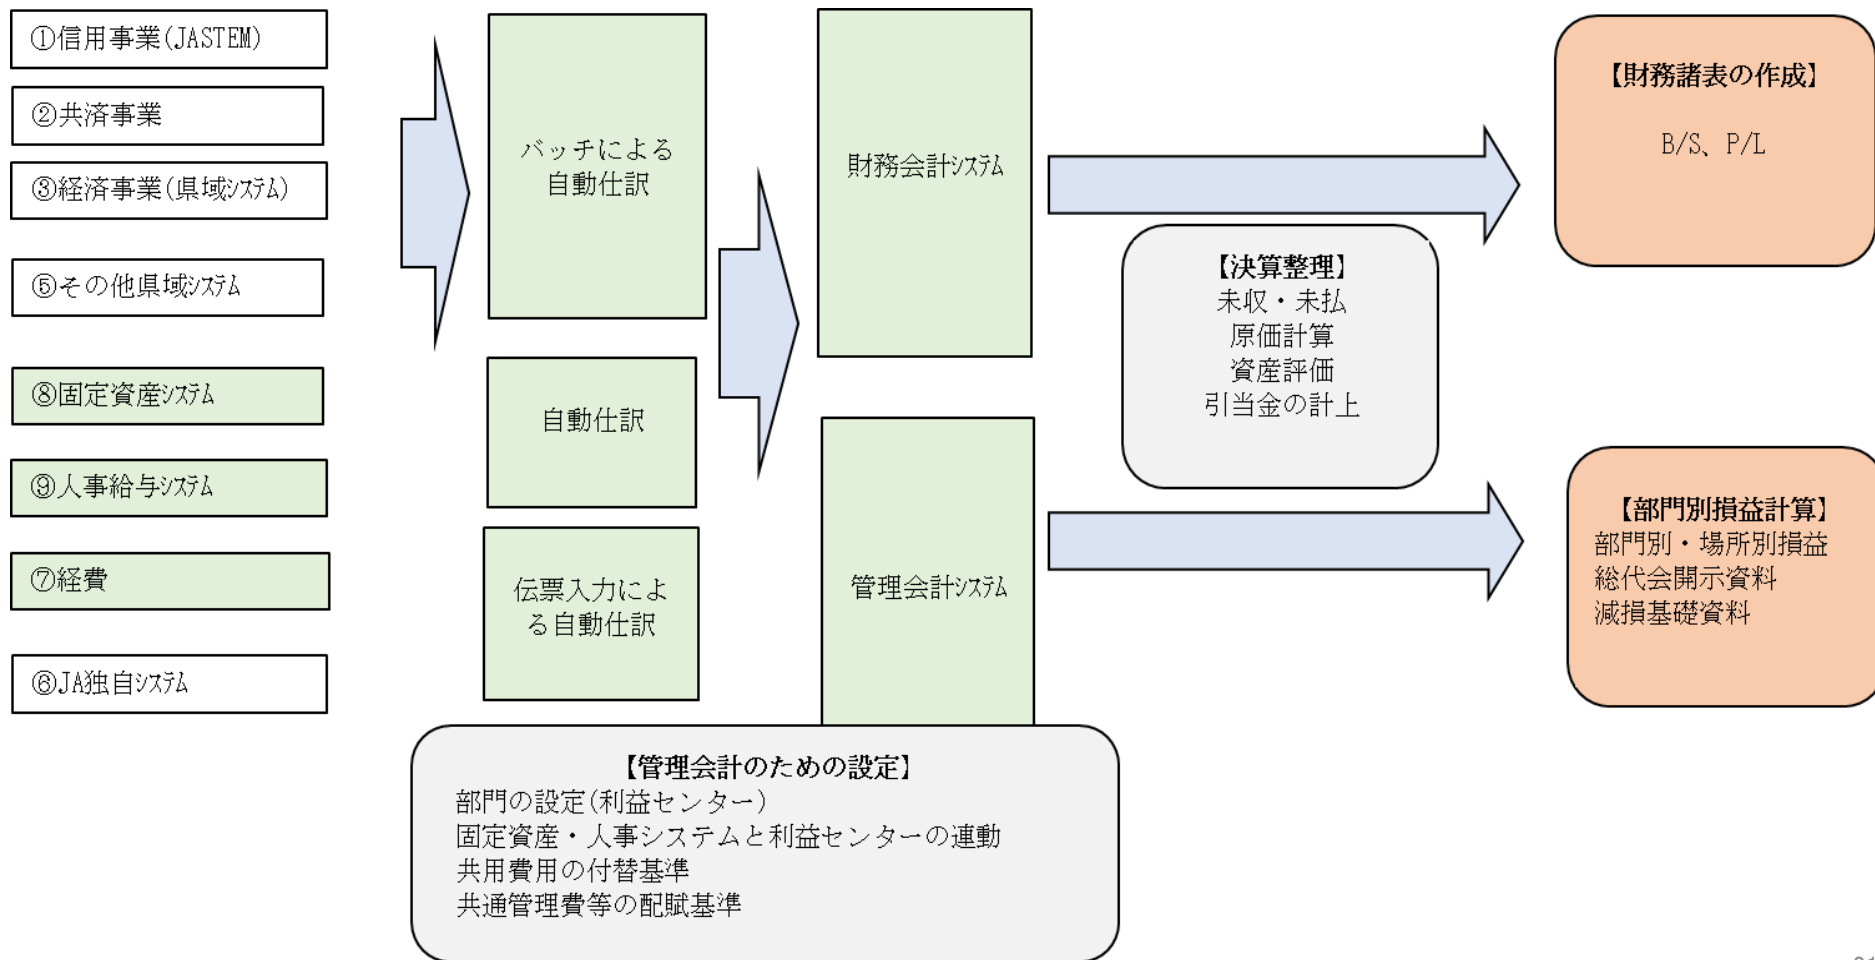 ①信用事業(JASTEM)
②共済事業
③経済事業(県域ｼｽﾃﾑ)
⑤その他県域ｼｽﾃﾑ
⑧固定資産ｼｽﾃﾑ
⑨人事給与ｼｽﾃﾑ
⑦経費
⑥JA独自ｼｽﾃﾑ
バッチによる
自動仕訳
自動仕訳
伝票入力によ
る自動仕訳
財務会計ｼｽﾃﾑ
管理会計ｼｽﾃﾑ
【管理会計のための設定】
部門の設定(利益センター)
固定資産・人事システムと利益センターの連動
共用費用の付替基準
共通管理費等の配賦基準
【決算整理】
未収・未払
原価計算
資産評価
引当金の計上
【財務諸表の作成】
B/S、P/L
【部門別損益計算】
部門別・場所別損益
総代会開示資料
減損基礎資料